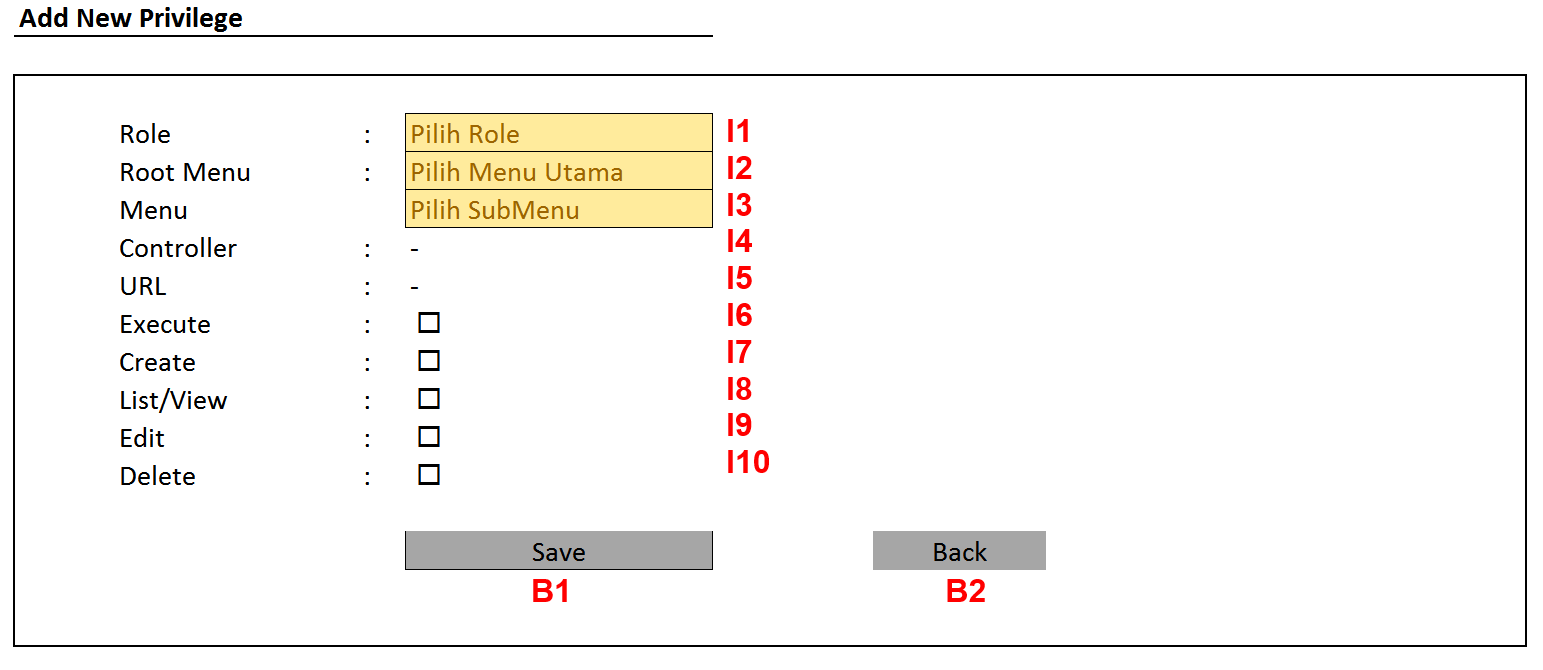 Add New Privilege
Role : Pilih Role I1
Root Menu : Pilih Menu Utama I2
Menu Pilih SubMenu I3
Controller : - I4
URL : - I5
Execute : I6
Create : I7
List/View : I8
Edit : I9
Delete : I10
Save Back
B1 B2